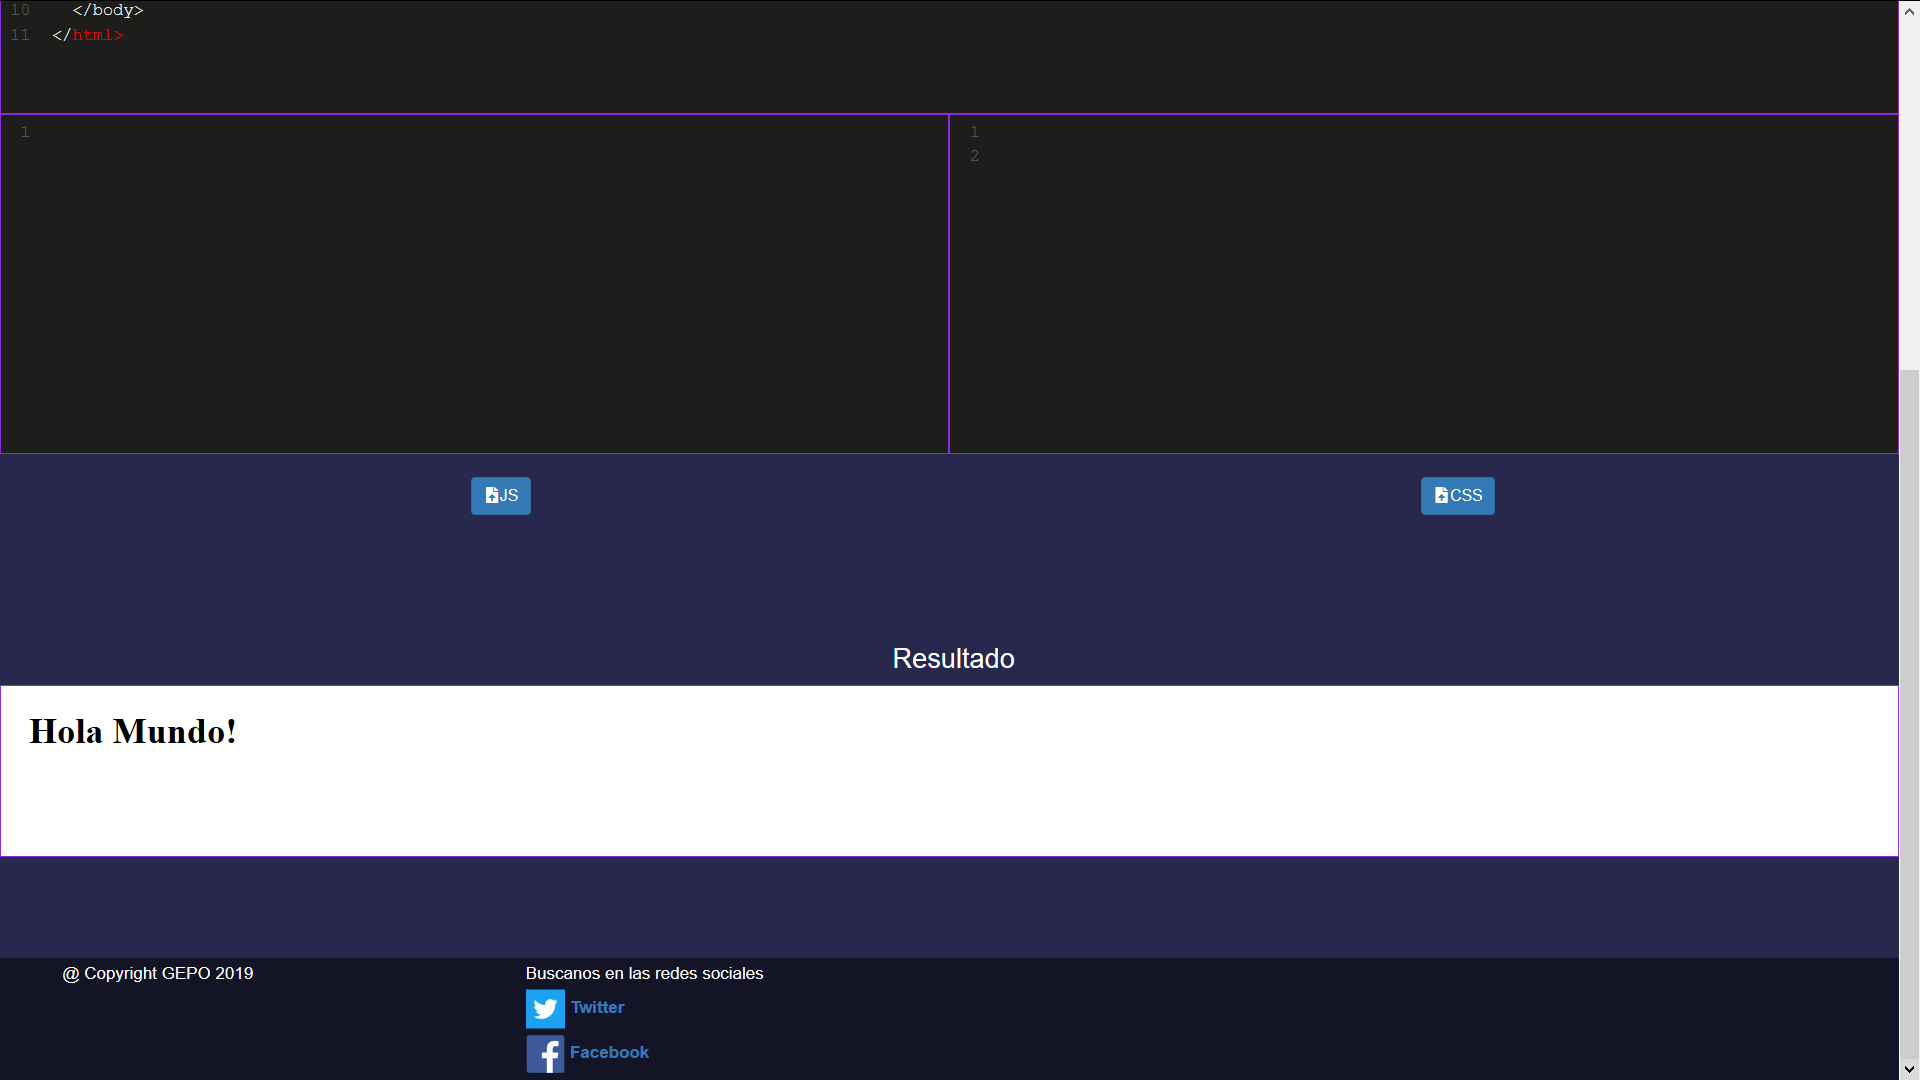 10 </body>
11 </html>
1
1
2
JS
CSS
Resultado
Hola Mundo!
@ Copyright GEPO 2019
Buscanos en las redes sociales
Twitter
Facebook